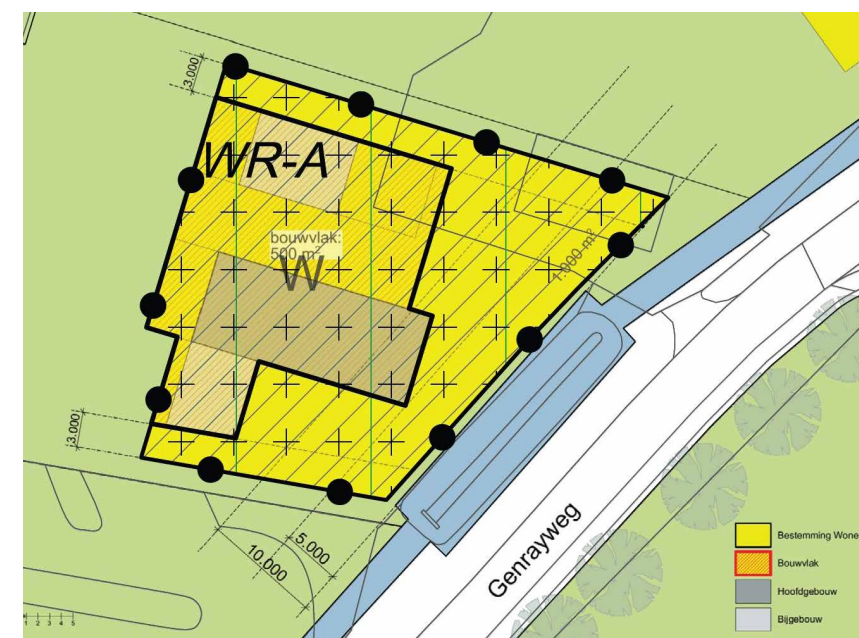 3.000
WR-A
bouwvlak:
500 m²
W
1.000 m²
3.000
5.000
10.000
Genrayweg
Bestemming Wone
Bouwvlak
Hoofdgebouw
Bijgebouw
1 2 3 4 5